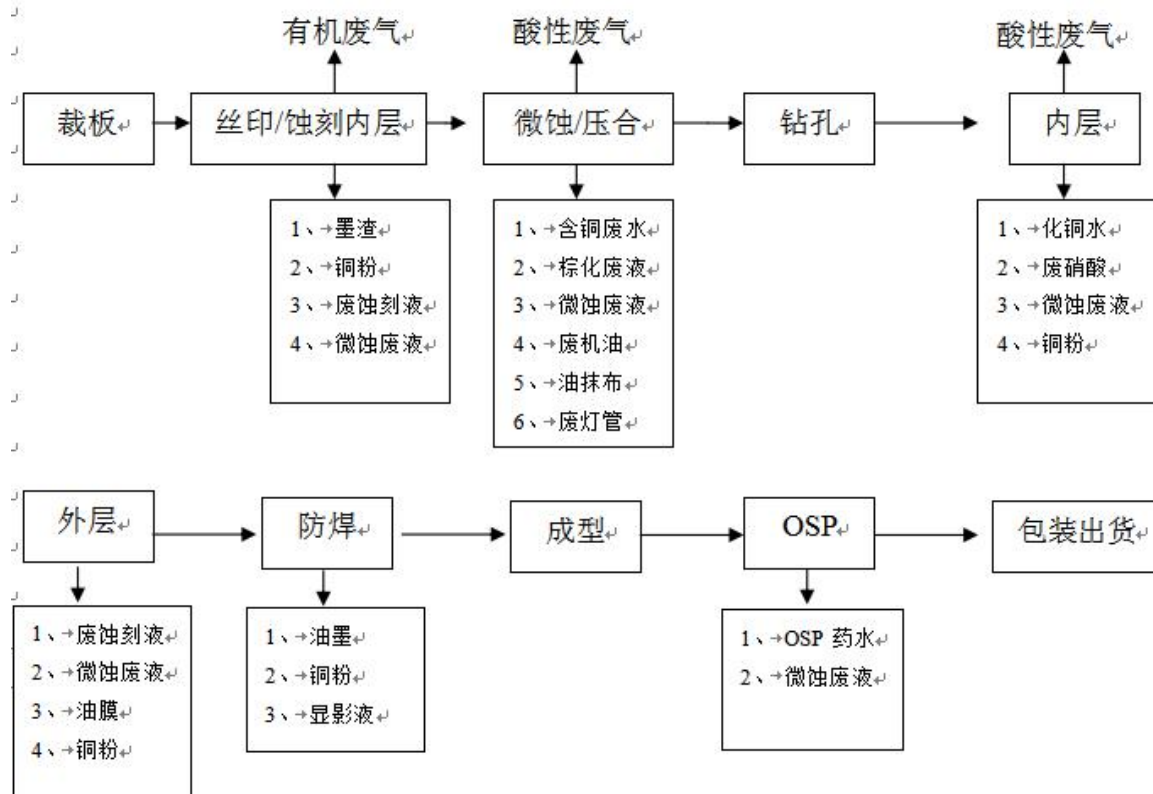 有机废气
酸性废气
酸性废气
裁板
丝印/蚀刻内层
微蚀/压合
钻孔
内层
1、墨渣
2、铜粉
3、废蚀刻液
4、微蚀废液
1、含铜废水
2、棕化废液
3、微蚀废液
4、废机油
5、油抹布
6、废灯管
1、化铜水
2、废硝酸
3、微蚀废液
4、铜粉
外层
防焊
成型
OSP
包装出货
1、废蚀刻液
2、微蚀废液
3、油膜
4、铜粉
1、油墨
2、铜粉
3、显影液
1、OSP 药水
2、微蚀废液